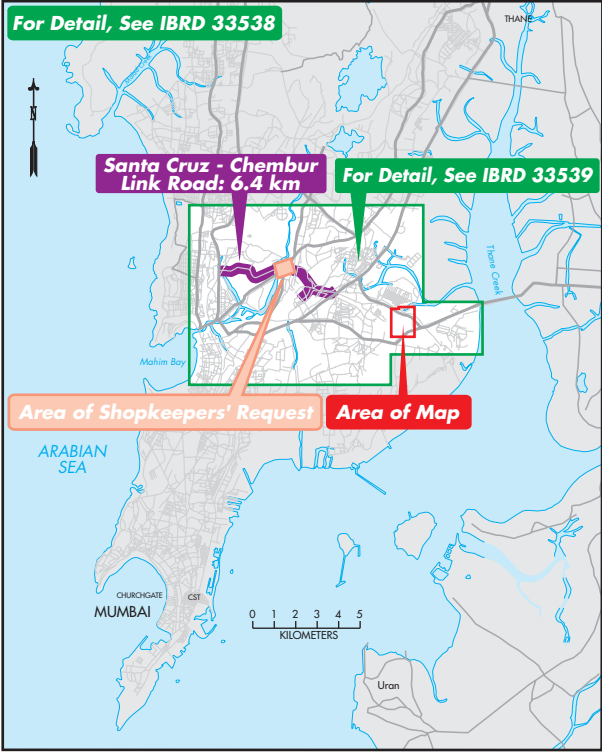 For Detail, See IBRD 33538
THANE
N
Santa Cruz - Chembur
Link Road: 6.4 km
For Detail, See IBRD 33539
Thane Creek
Mahim Bay
Area of Shopkeepers' Request
Area of Map
ARABIAN
SEA
CHURCHGATE
CST
MUMBAI
0 1 2 3 4 5
KILOMETERS
Uran